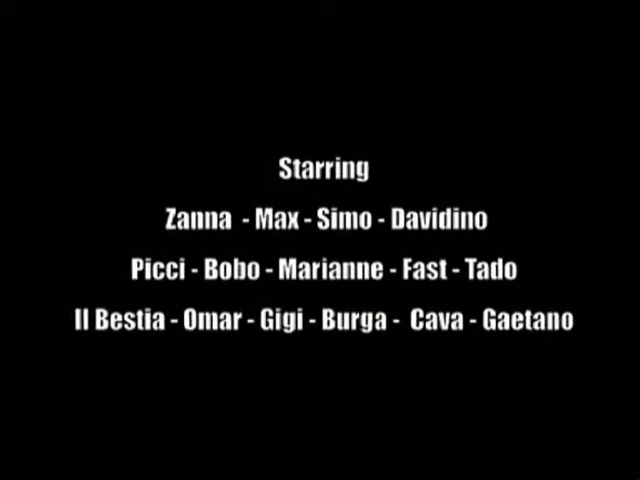 Starring
Zanna - Max - Simo - Davidino
Picci - Bobo - Marianne - Fast - Tado
Il Bestia - Omar - Gigi - Burga - Cava - Gaetano